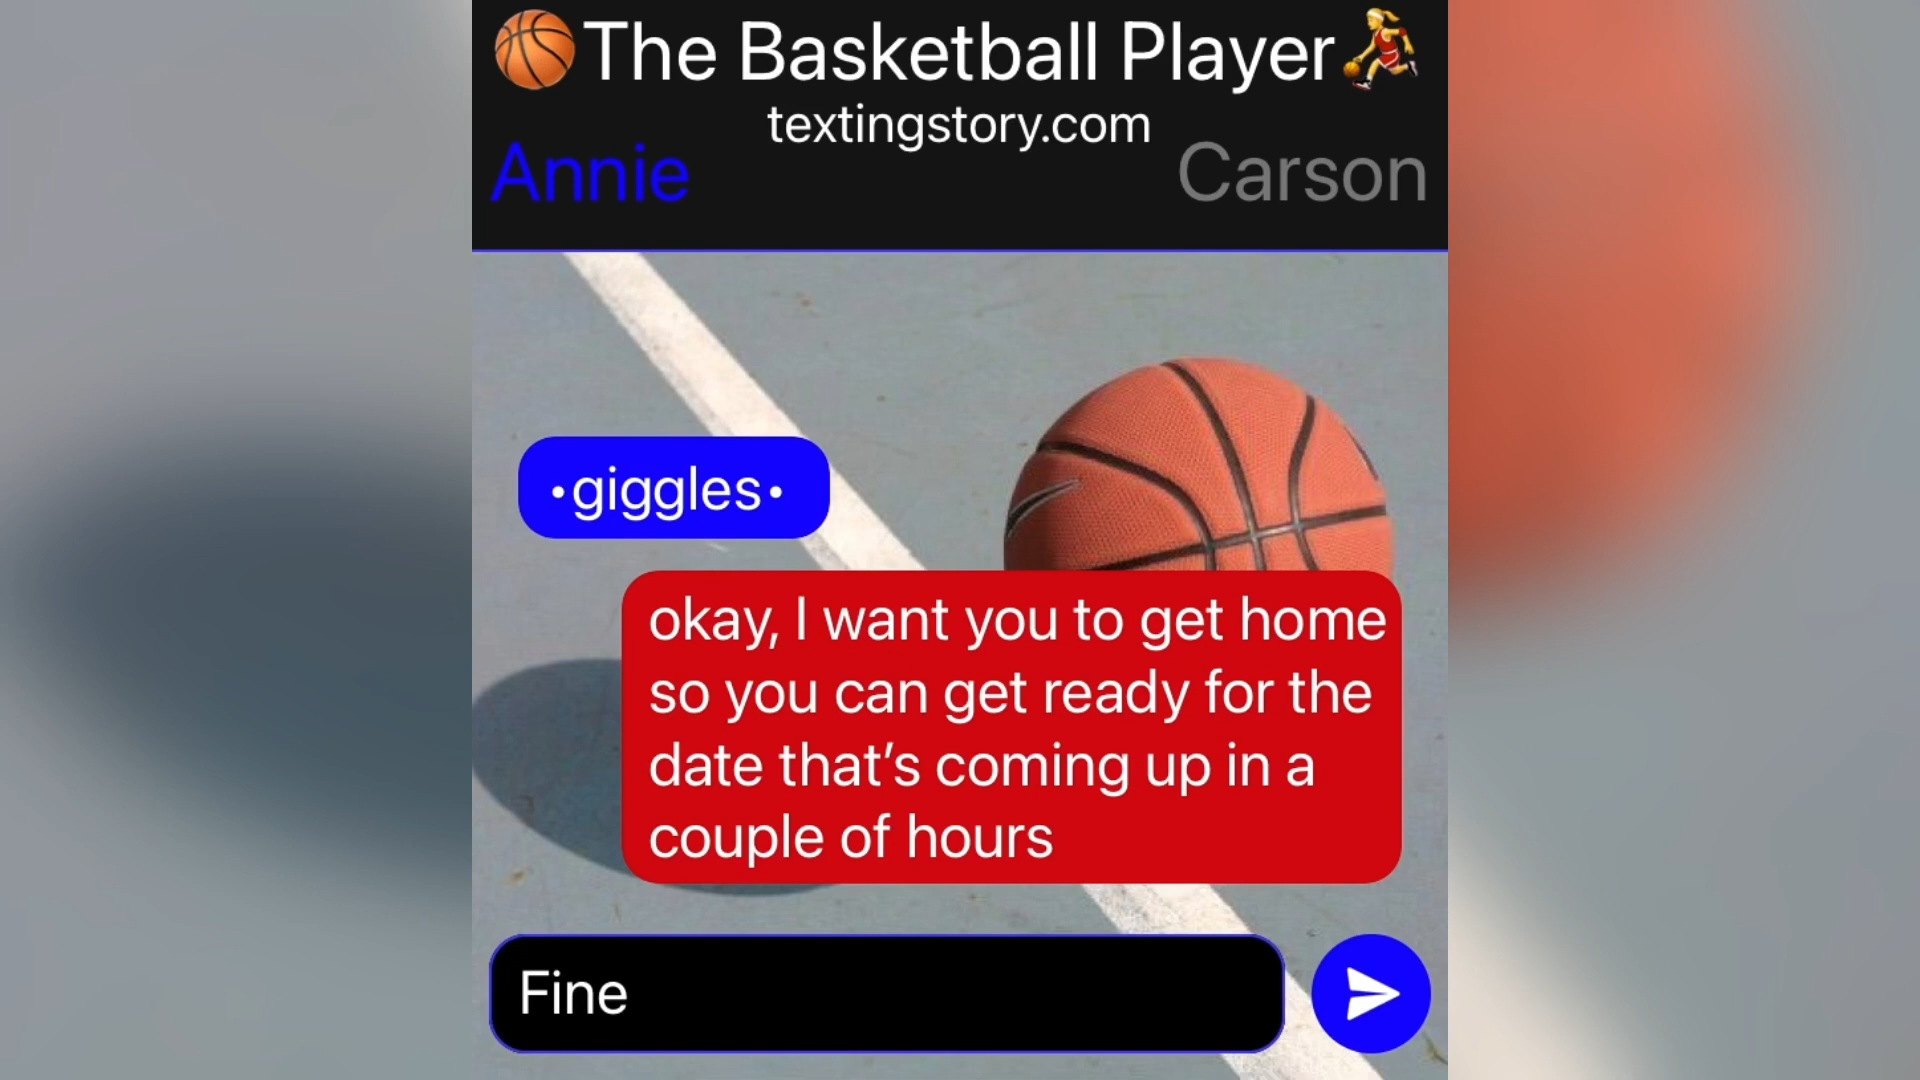 🏀The Basketball Player⛹️‍♀️
textingstory.com
Annie
Carson
•giggles•
okay, I want you to get home
so you can get ready for the
date that’s coming up in a
couple of hours
Fine